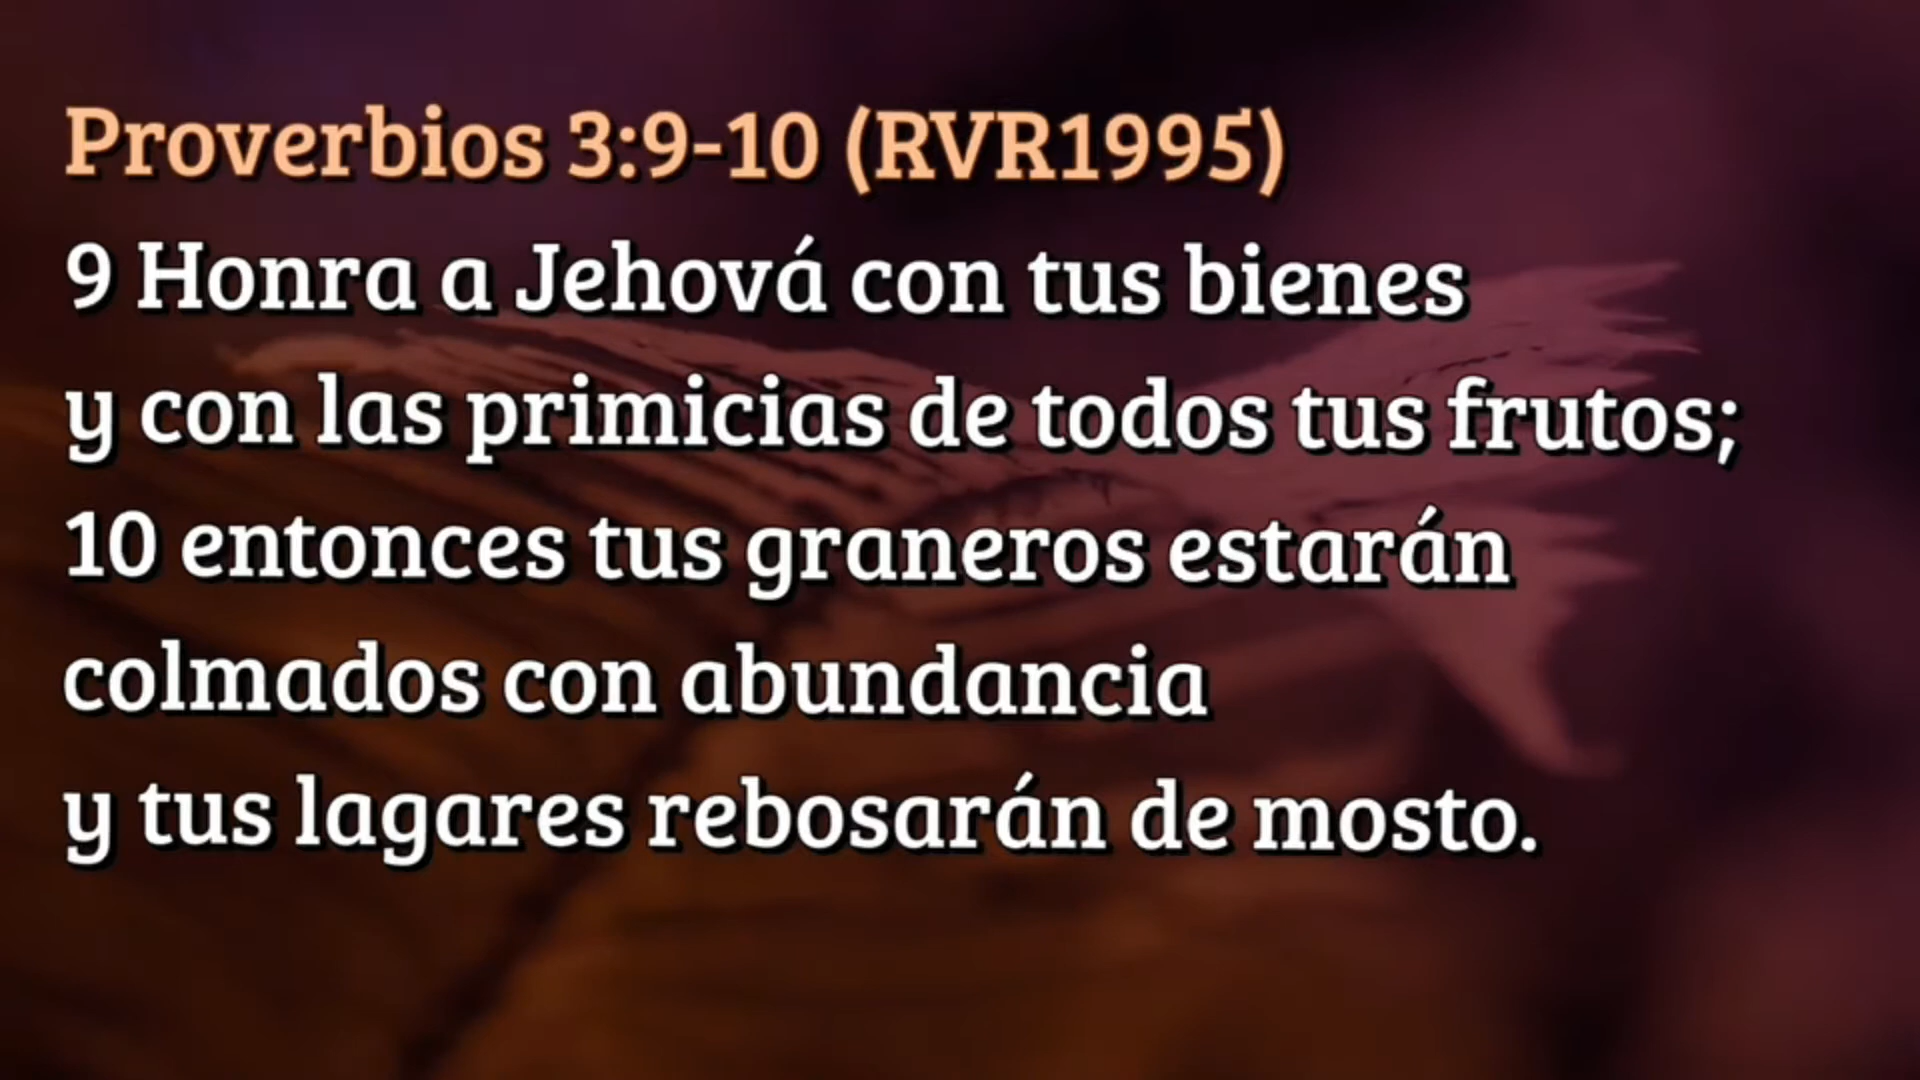 Proverbios 3:9-10 (RVR1995)
9 Honra a Jehová con tus bienes
y con las primicias de todos tus frutos;
10 entonces tus graneros estarán
colmados con abundancia
y tus lagares rebosarán de mosto.